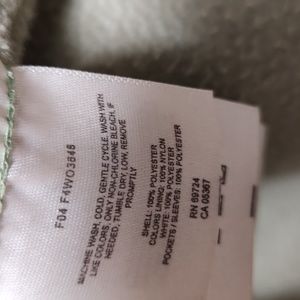 F04 F4WO3848
MACHINE WASH, COLD, GENTLE CYCLE. WASH WITH
LIKE COLORS; ONLY NON-CHLORINE BLEACH, IF
NEEDED, TUMBLE DRY, LOW, REMOVE
PROMPTLY
SHELL: 100% POLYESTER
COLORS LINING: 100% NYLON
WHITE: 100% POLYESTER
POCKETS / SLEEVES: 100% POLYESTER
RN 69724
CA 05367